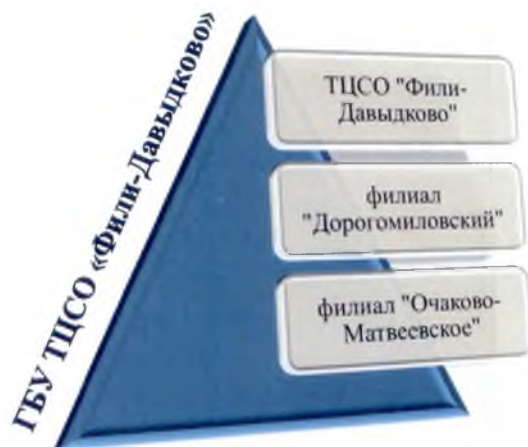 ГБУ ТЦСО «Фили-Давыдково»
ТЦСО "Фили-
Давыдково"
филиал
"Дорогомиловский"
филиал "Очаково-
Матвеевское"